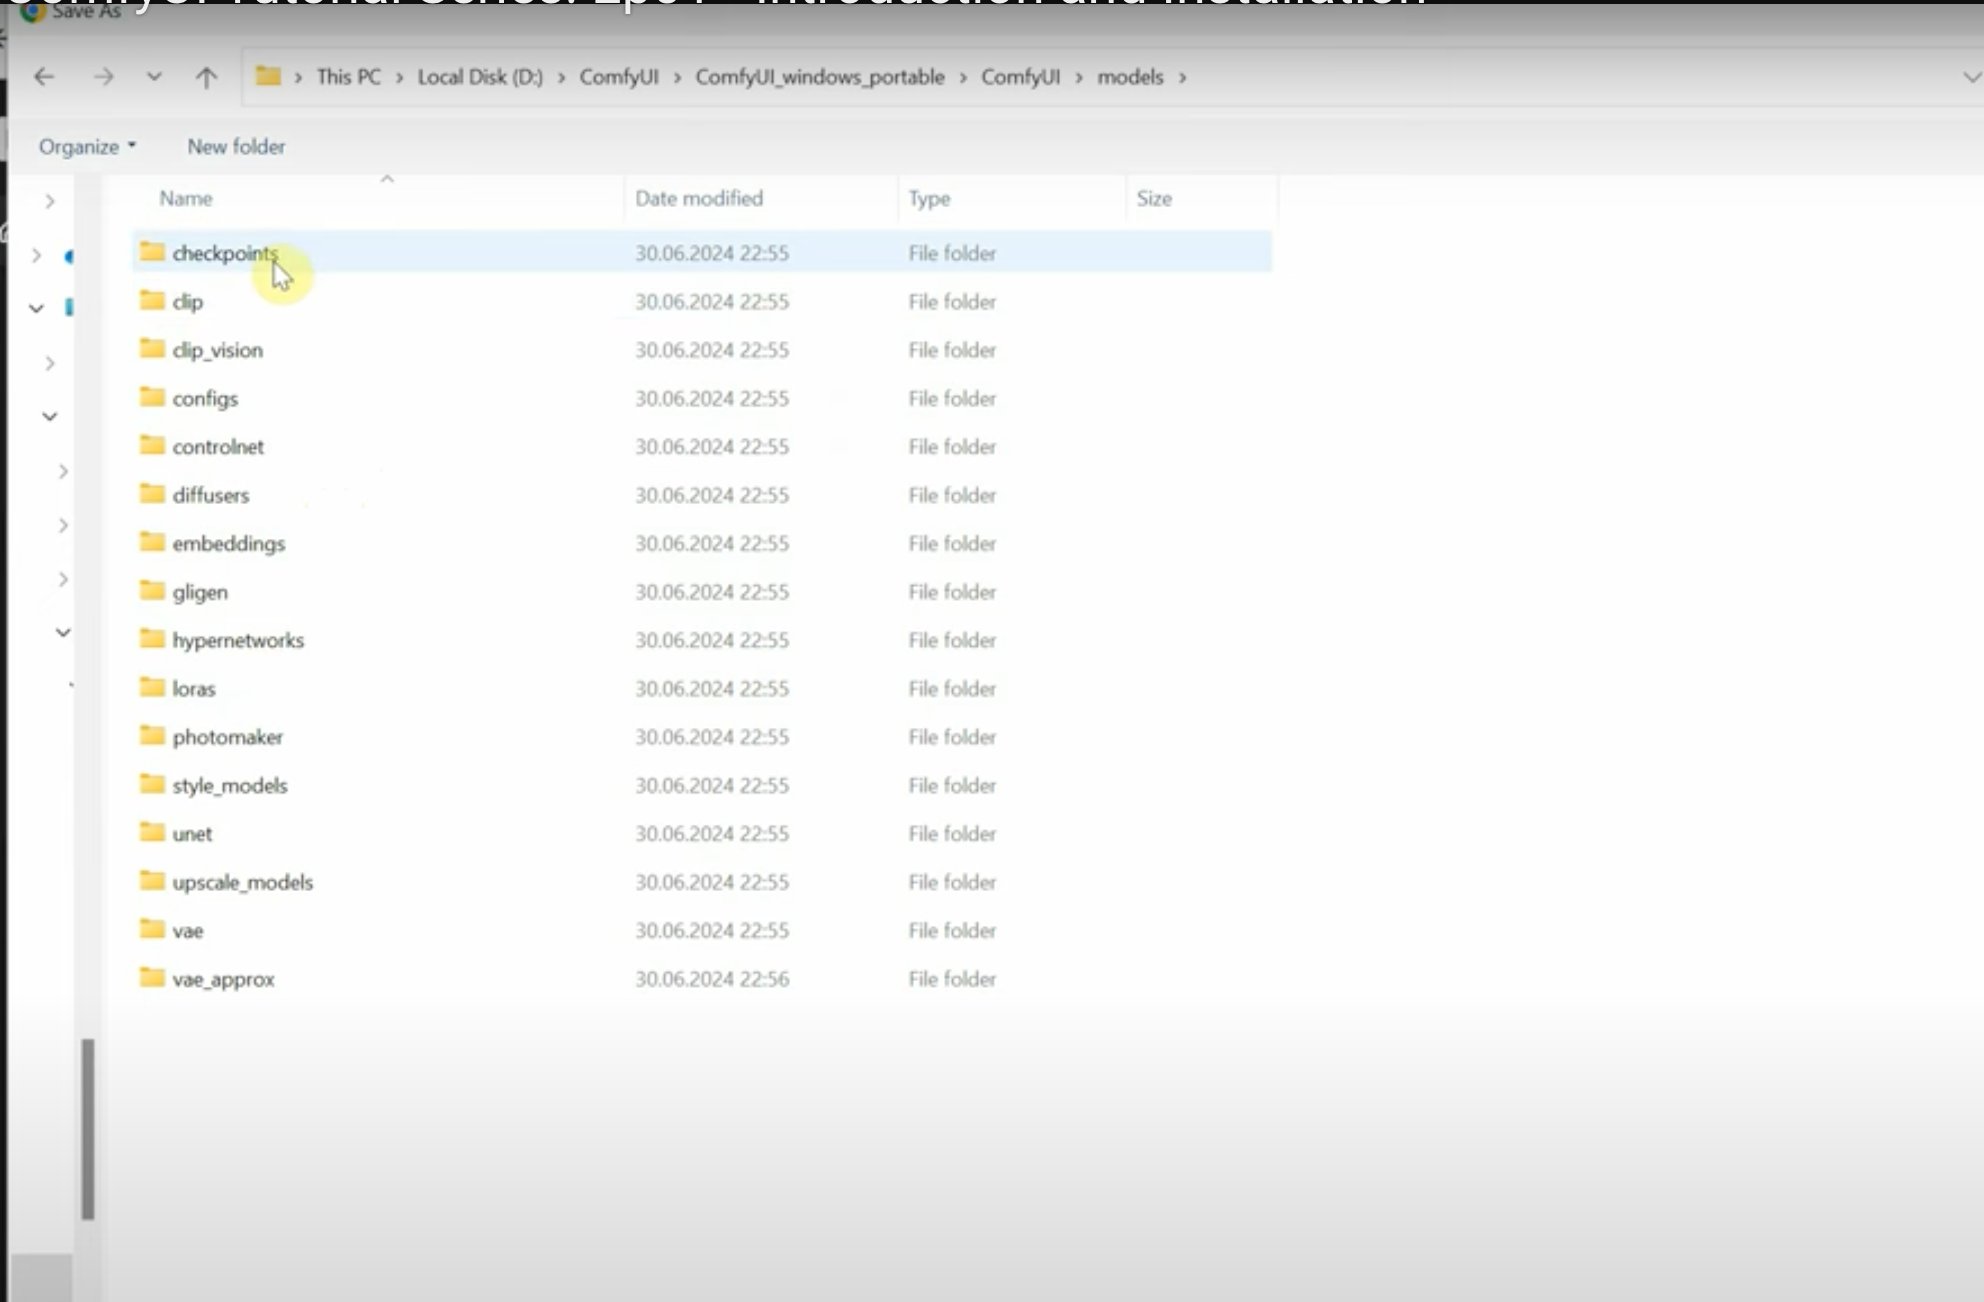 ComfyUI Tutorial Series: Ep01 - Introduction and Installation
Save As
This PC > Local Disk (D:) > ComfyUI > ComfyUI_windows_portable > ComfyUI > models >
Organize New folder
Name Date modified Type Size
checkpoints 30.06.2024 22:55 File folder
clip 30.06.2024 22:55 File folder
clip_vision 30.06.2024 22:55 File folder
configs 30.06.2024 22:55 File folder
controlnet 30.06.2024 22:55 File folder
diffusers 30.06.2024 22:55 File folder
embeddings 30.06.2024 22:55 File folder
gligen 30.06.2024 22:55 File folder
hypernetworks 30.06.2024 22:55 File folder
loras 30.06.2024 22:55 File folder
photomaker 30.06.2024 22:55 File folder
style_models 30.06.2024 22:55 File folder
unet 30.06.2024 22:55 File folder
upscale_models 30.06.2024 22:55 File folder
vae 30.06.2024 22:55 File folder
vae_approx 30.06.2024 22:56 File folder